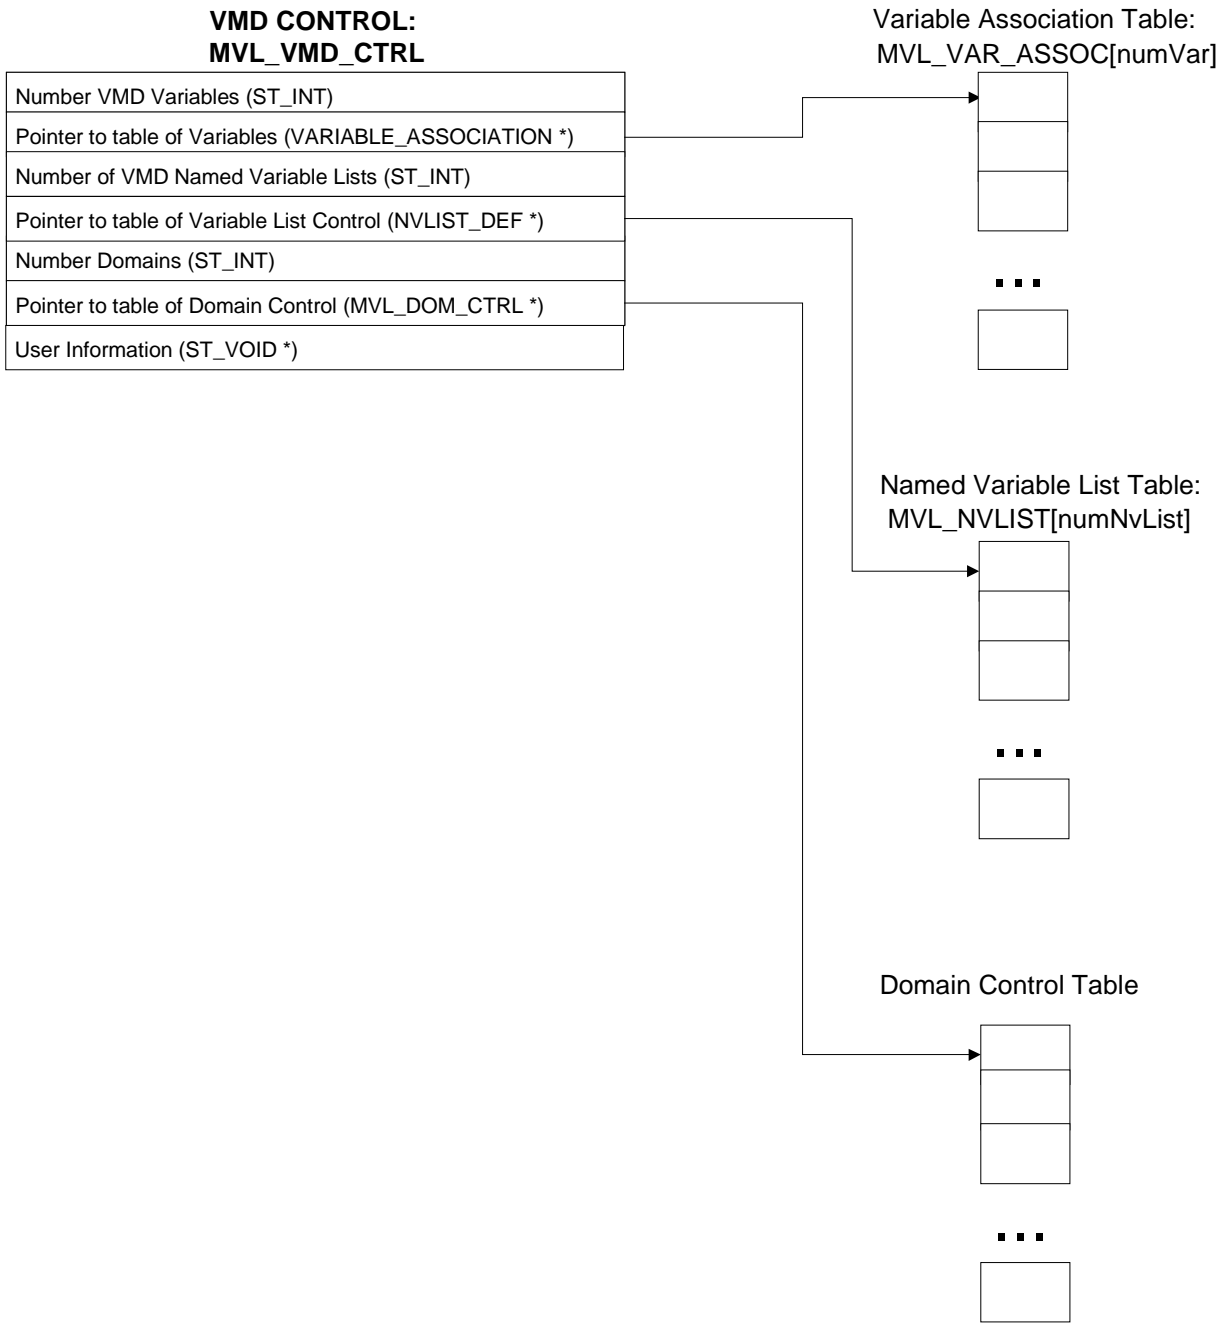 VMD CONTROL:
MVL_VMD_CTRL
Number VMD Variables (ST_INT)
Pointer to table of Variables (VARIABLE_ASSOCIATION *)
Number of VMD Named Variable Lists (ST_INT)
Pointer to table of Variable List Control (NVLIST_DEF *)
Number Domains (ST_INT)
Pointer to table of Domain Control (MVL_DOM_CTRL *)
User Information (ST_VOID *)
Variable Association Table:
MVL_VAR_ASSOC[numVar]
...
Named Variable List Table:
MVL_NVLIST[numNvList]
...
Domain Control Table
...